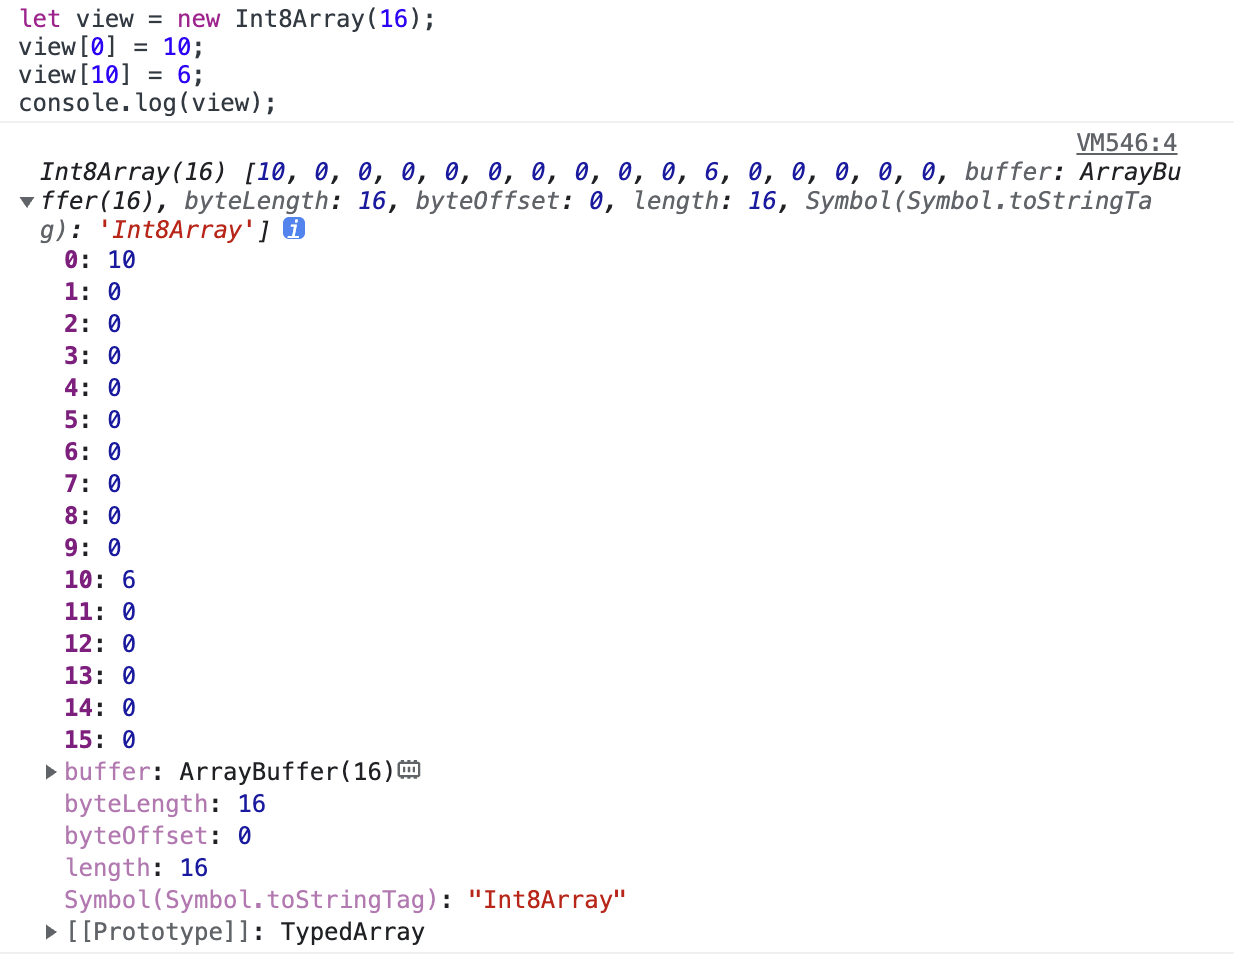 let view = new Int8Array(16);
view[0] = 10;
view[10] = 6;
console.log(view);
VM546:4
Int8Array(16) [10, 0, 0, 0, 0, 0, 0, 0, 0, 0, 6, 0, 0, 0, 0, 0, buffer: ArrayBu
ffer(16), byteLength: 16, byteOffset: 0, length: 16, Symbol(Symbol.toStringTa
g): 'Int8Array'] i
0: 10
1: 0
2: 0
3: 0
4: 0
5: 0
6: 0
7: 0
8: 0
9: 0
10: 6
11: 0
12: 0
13: 0
14: 0
15: 0
buffer: ArrayBuffer(16)
byteLength: 16
byteOffset: 0
length: 16
Symbol(Symbol.toStringTag): "Int8Array"
[[Prototype]]: TypedArray